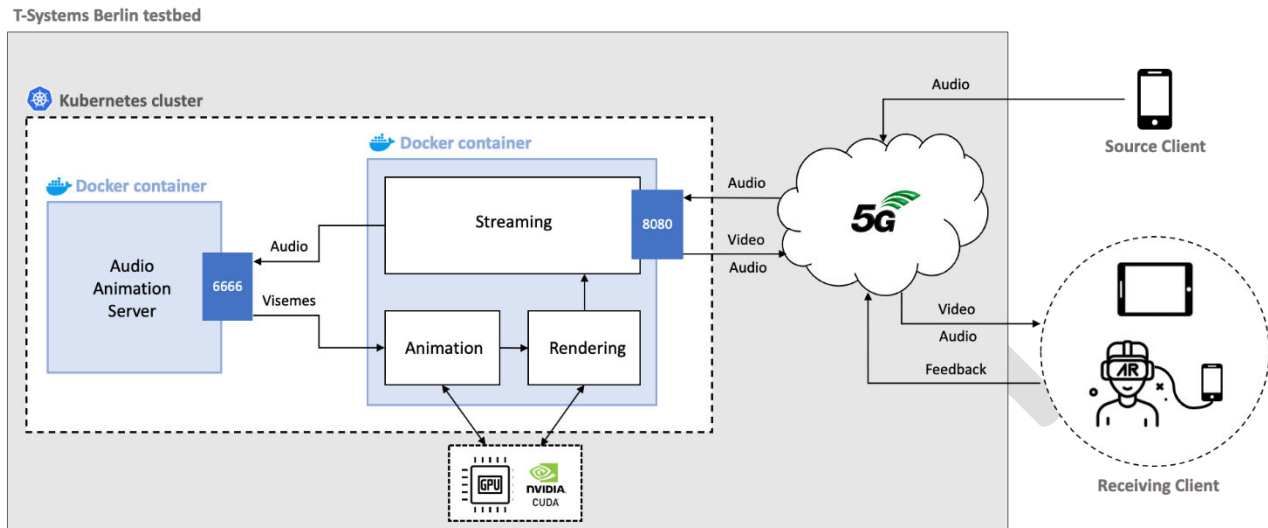 T-Systems Berlin testbed
Kubernetes cluster
Docker container
Docker container
Audio
Animation
Server
6666
Audio
Visemes
Streaming
8080
Animation
Rendering
GPU
NVIDIA.
CUDA
Audio
Video
Audio
5G
Audio
Source Client
Video
Audio
Feedback
AR
Receiving Client